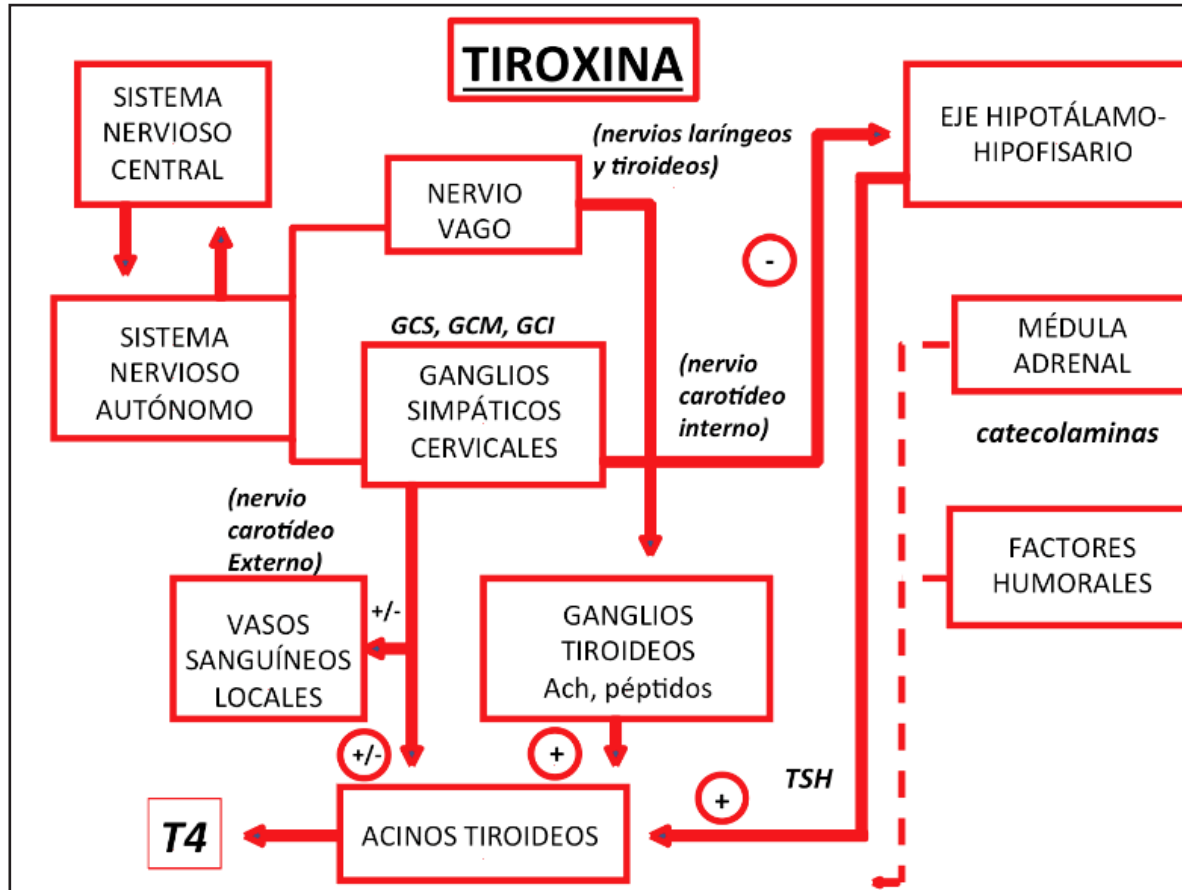 TIROXINA
SISTEMA
NERVIOSO
CENTRAL
(nervios laríngeos
y tiroideos)
EJE HIPOTÁLAMO-
HIPOFISARIO
NERVIO
VAGO
-
SISTEMA
NERVIOSO
AUTÓNOMO
GCS, GCM, GCI
GANGLIOS
SIMPÁTICOS
CERVICALES
(nervio
carotídeo
interno)
MÉDULA
ADRENAL
catecolaminas
(nervio
carotídeo
Externo)
FACTORES
HUMORALES
VASOS
SANGUÍNEOS
LOCALES
+/-
GANGLIOS
TIROIDEOS
Ach, péptidos
+/-
+
TSH
+
T4
ACINOS TIROIDEOS